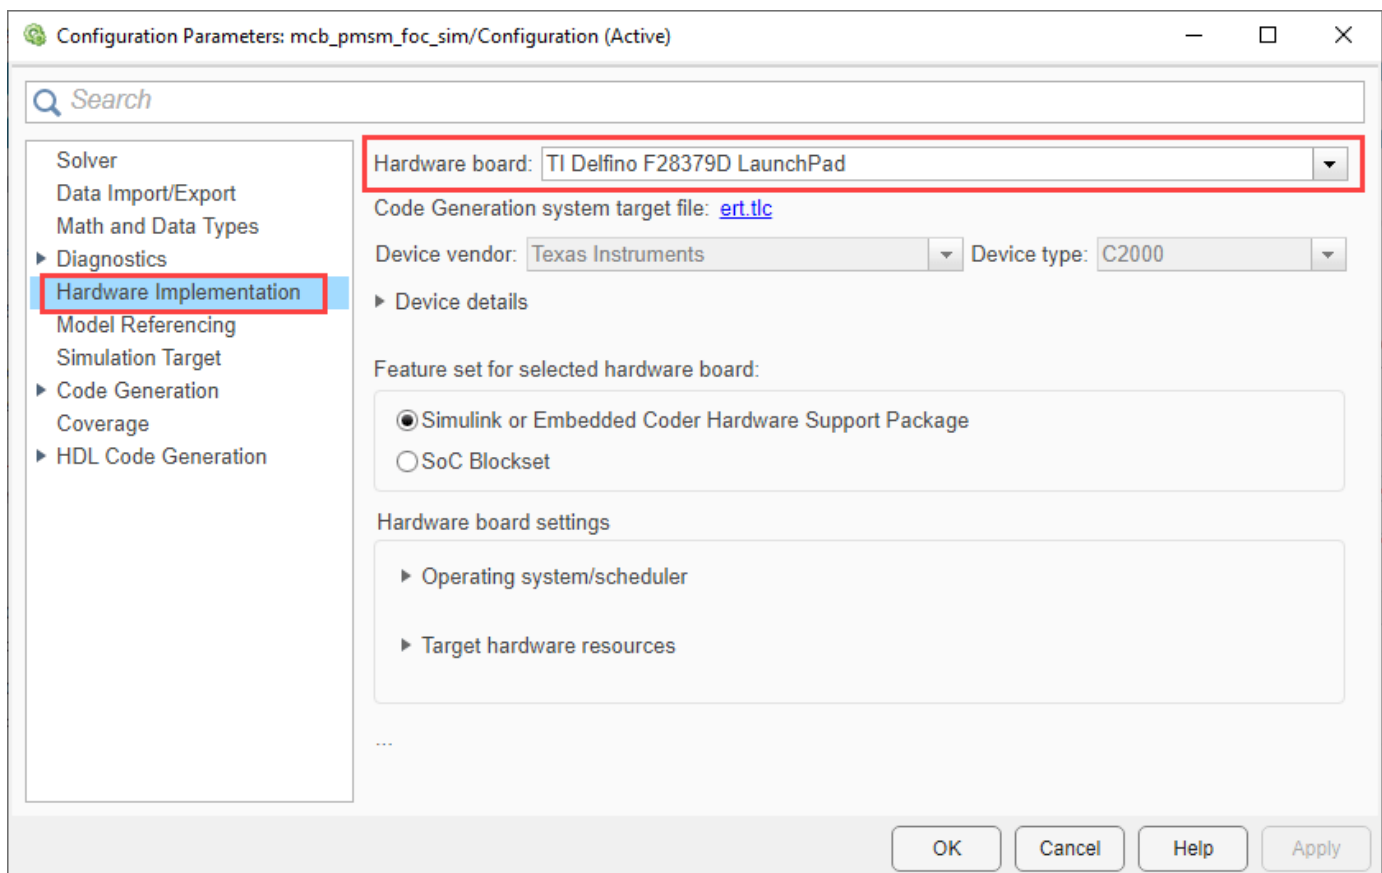 Configuration Parameters: mcb_pmsm_foc_sim/Configuration (Active)
Search
Solver
Data Import/Export
Math and Data Types
Diagnostics
Hardware Implementation
Model Referencing
Simulation Target
Code Generation
Coverage
HDL Code Generation
Hardware board: TI Delfino F28379D LaunchPad
Code Generation system target file: ert.tlc
Device vendor: Texas Instruments Device type: C2000
Device details
Feature set for selected hardware board:
Simulink or Embedded Coder Hardware Support Package
SoC Blockset
Hardware board settings
Operating system/scheduler
Target hardware resources
...
OK Cancel Help Apply